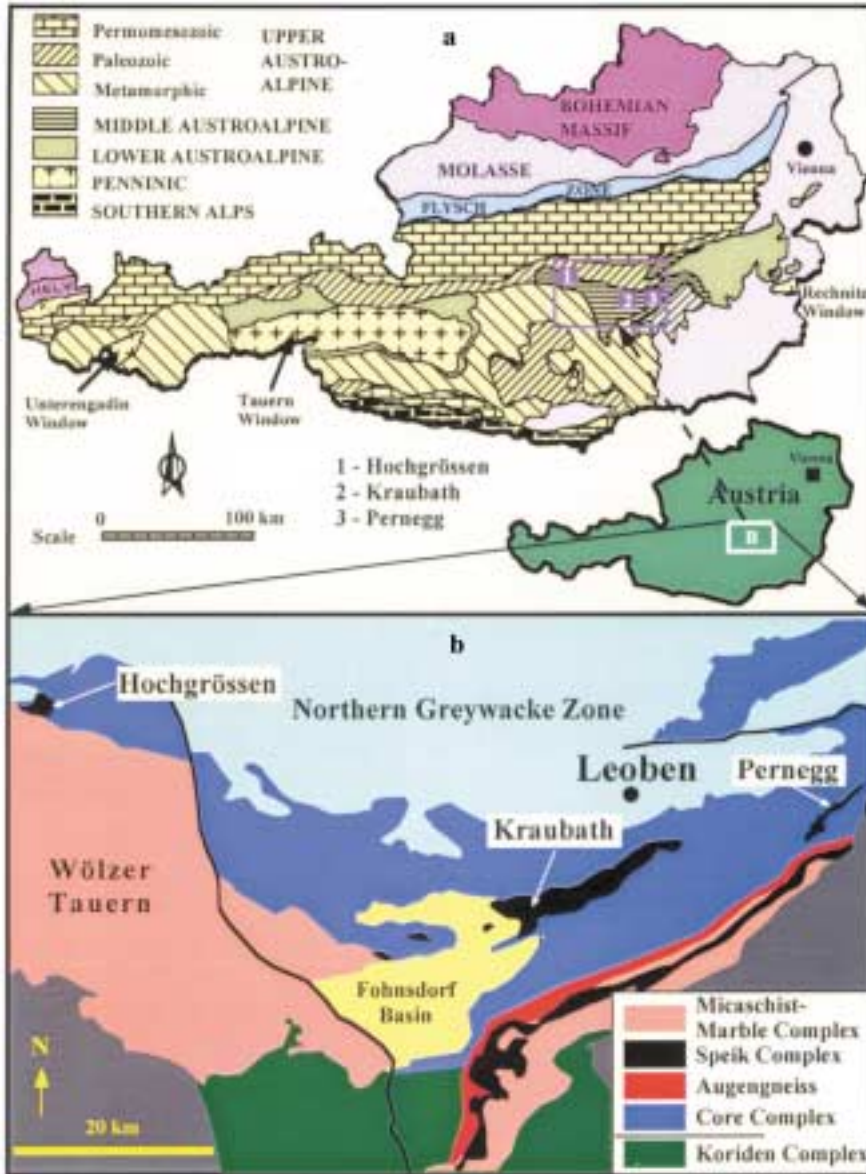 a
Permomesozoic UPPER
Paleozoic AUSTRO-
Metamorphic ALPINE
MIDDLE AUSTROALPINE
LOWER AUSTROALPINE
PENNINIC
SOUTHERN ALPS
BOHEMIAN
MASSIF
MOLASSE
Vienna
ZONE
FLYSCH
1
2 3
Rechnitz
Window
Unterengadin
Window
Tauern
Window
1 - Hochgrössen
2 - Kraubath
3 - Pernegg
0 100 km
Scale
Vienna
Austria
B
b
Hochgrössen
Northern Greywacke Zone
Leoben
Pernegg
Kraubath
Wölzer
Tauern
Fohnsdorf
Basin
N
20 km
Micaschist-
Marble Complex
Speik Complex
Augengneiss
Core Complex
Koriden Complex